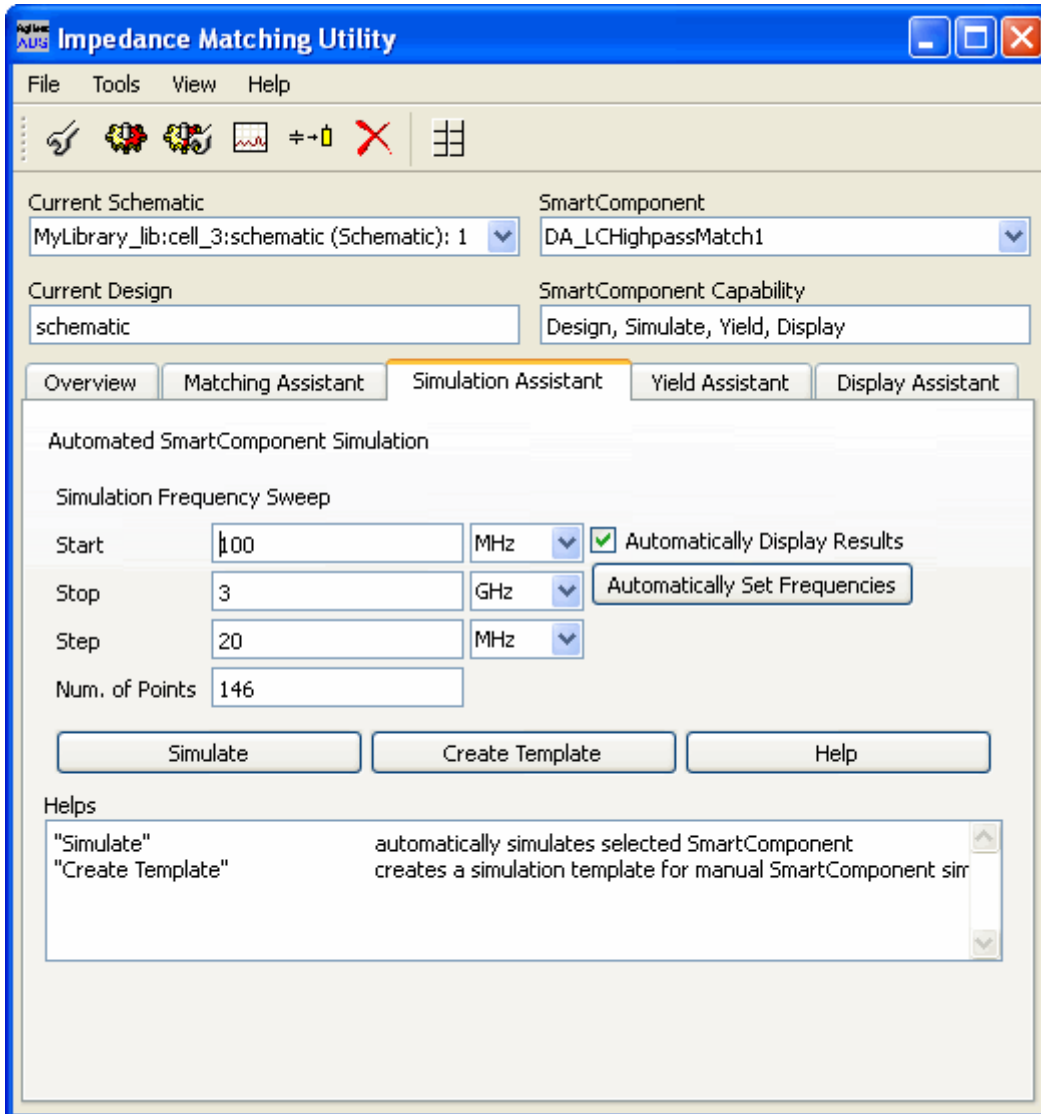 Agilent
ADS
Impedance Matching Utility
File Tools View Help
Current Schematic SmartComponent
MyLibrary_lib:cell_3:schematic (Schematic): 1 DA_LCHighpassMatch1
Current Design SmartComponent Capability
schematic Design, Simulate, Yield, Display
Overview Matching Assistant Simulation Assistant Yield Assistant Display Assistant
Automated SmartComponent Simulation
Simulation Frequency Sweep
Start 100 MHz Automatically Display Results
Stop 3 GHz Automatically Set Frequencies
Step 20 MHz
Num. of Points 146
Simulate Create Template Help
Helps
"Simulate" automatically simulates selected SmartComponent
"Create Template" creates a simulation template for manual SmartComponent sim